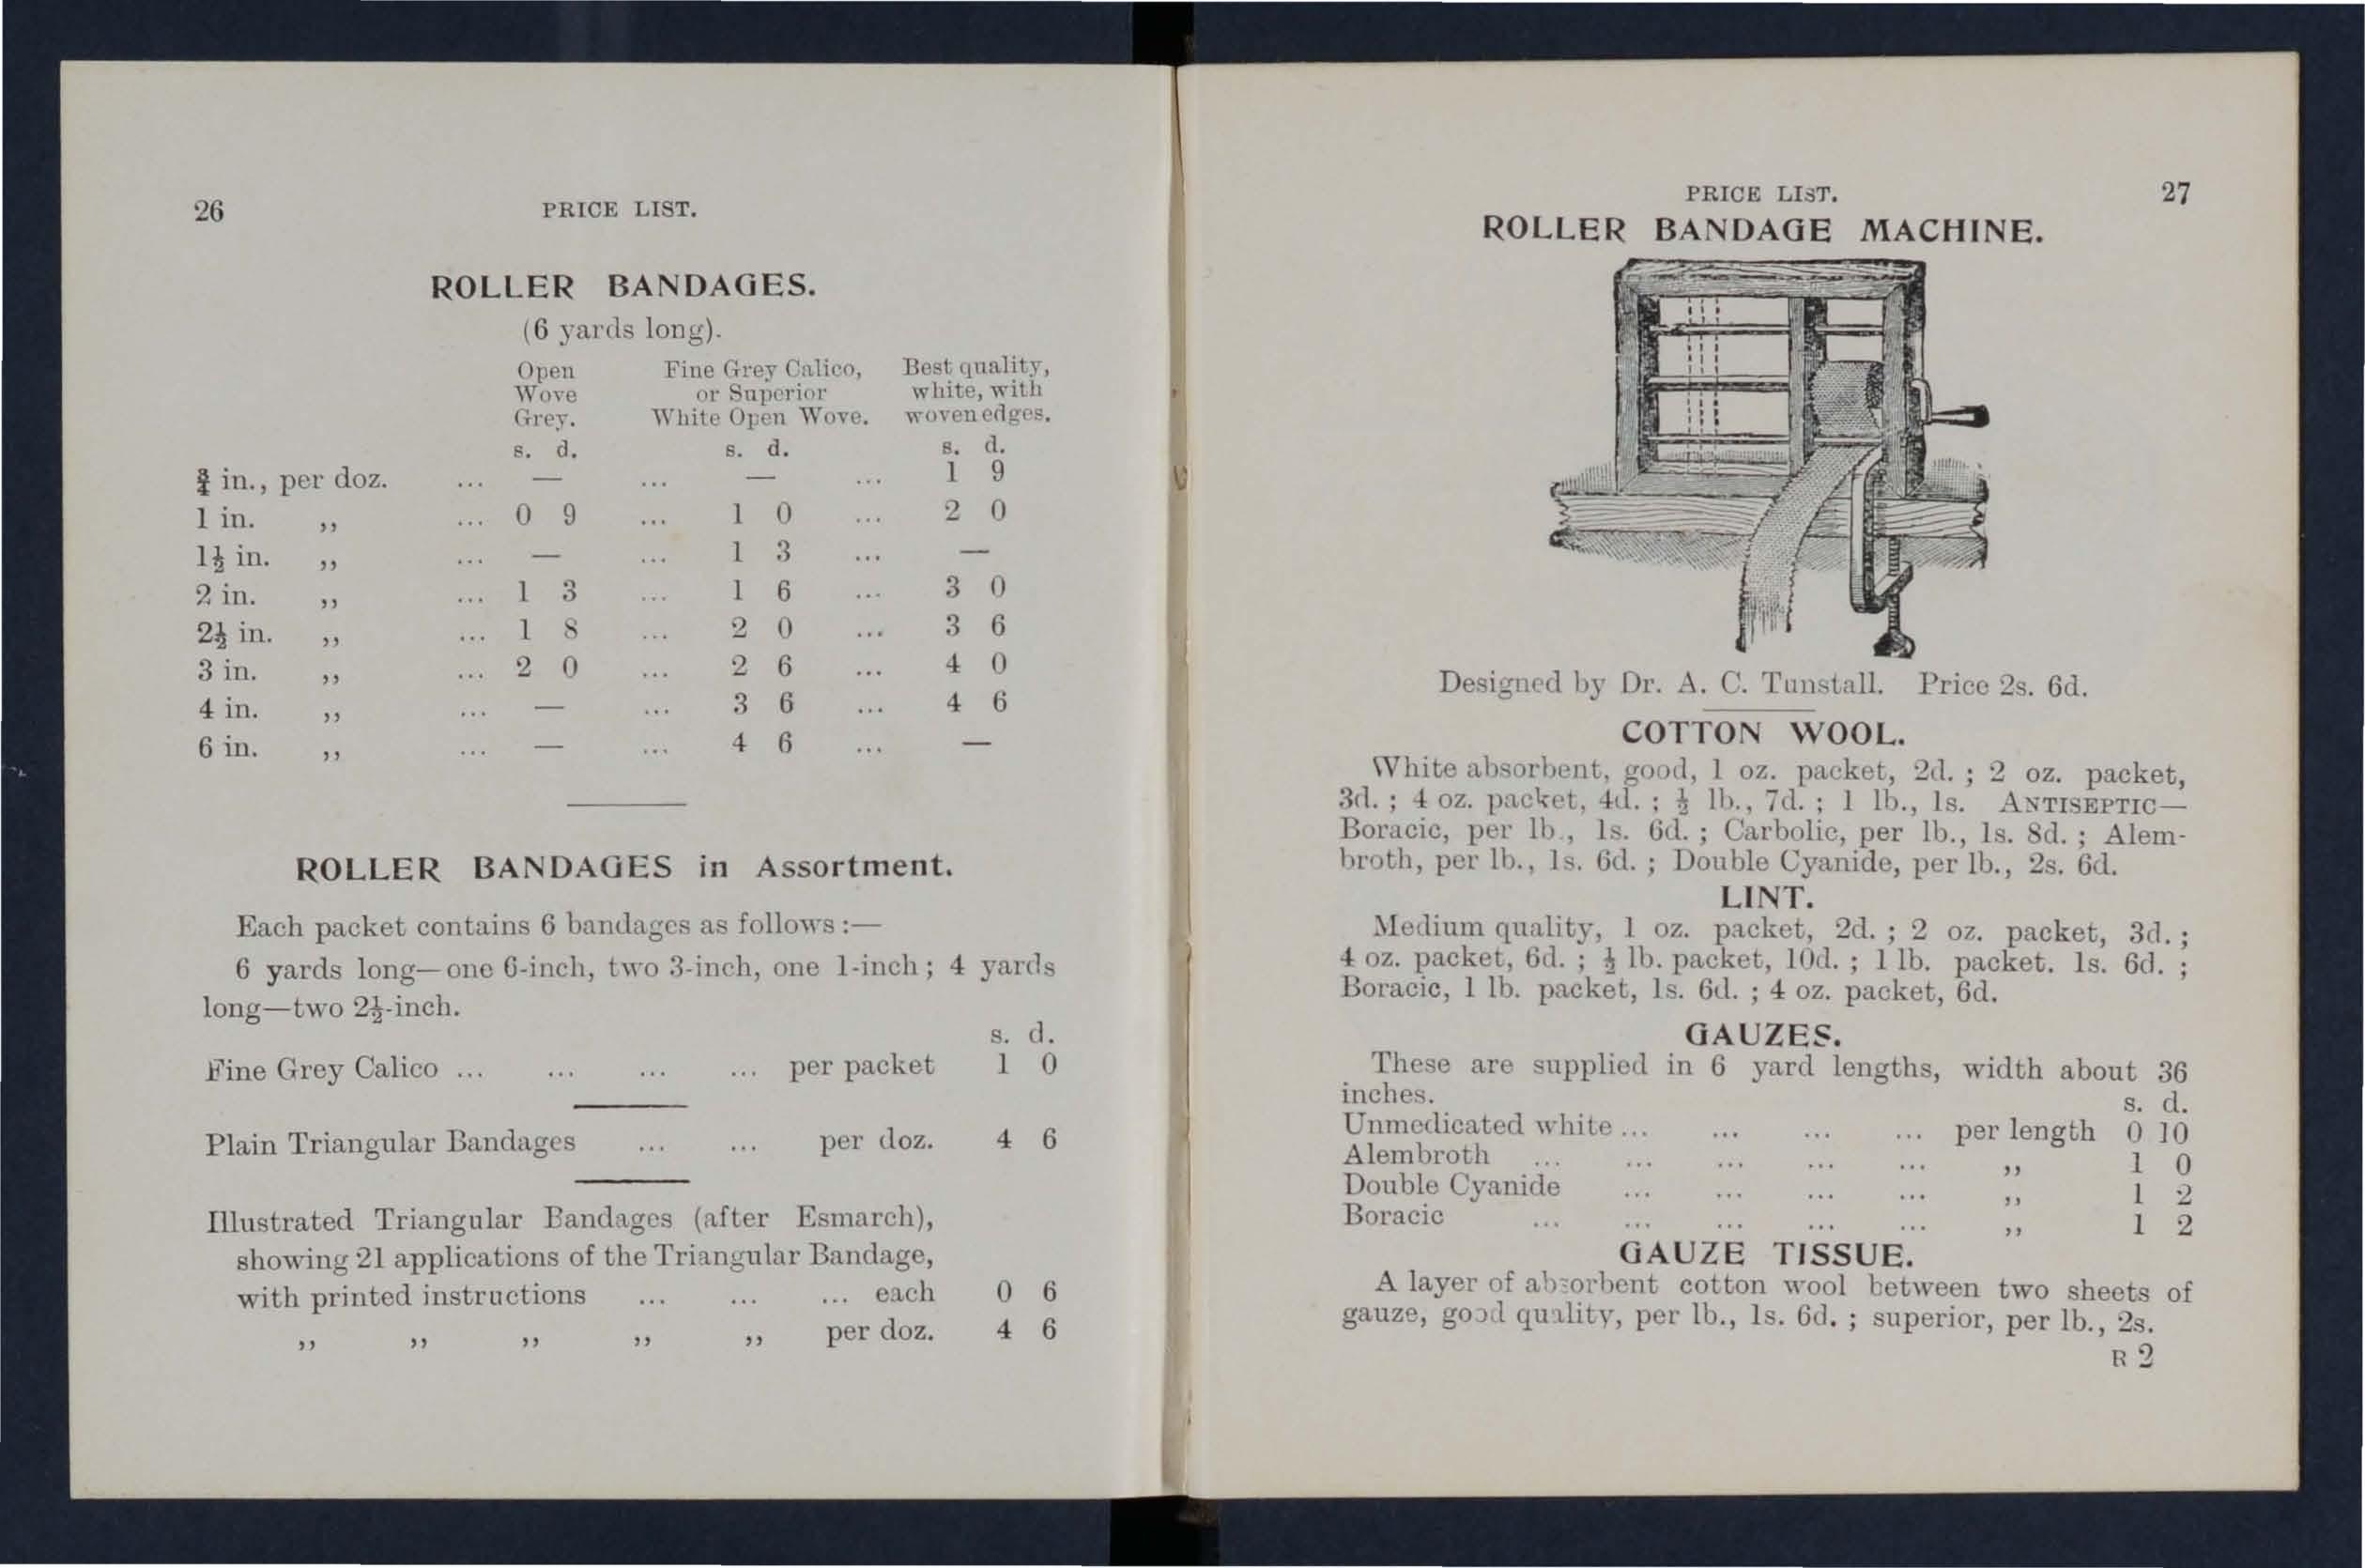 26 PRICE LIST.
ROLLER BANDAGES.
(6 yards long).
Open Fine Grey Calico, Best quality,
Wove or Superior white, with
Grey. White Open Wove. woven edges.
s. d. s. d. s. d.
¾ in., per doz. ... — ... — ... 1 9
1 in. ,, ... 0 9 ... 1 0 ... 2 0
1½ in. ,, ... — ... 1 3 ... —
2 in. ,, ... 1 3 ... 1 6 ... 3 0
2½ in. ,, ... 1 8 ... 2 0 ... 3 6
3 in. ,, ... 2 0 ... 2 6 ... 4 0
4 in. ,, ... — ... 3 6 ... 4 6
6 in. ,, ... — ... 4 6 ... —
ROLLER BANDAGES in Assortment.
Each packet contains 6 bandages as follows :—
6 yards long—one 6-inch, two 3-inch, one 1-inch; 4 yards
long—two 2½-inch.
s. d.
Fine Grey Calico ... ... ... ... per packet 1 0
Plain Triangular Bandages ... ... per doz. 4 6
Illustrated Triangular Bandages (after Esmarch),
showing 21 applications of the Triangular Bandage,
with printed instructions ... ... ... each 0 6
,, ,, ,, ,, ,, per doz. 4 6
PRICE LIST. 27
ROLLER BANDAGE MACHINE.
Designed by Dr. A. C. Tunstall. Price 2s. 6d.
COTTON WOOL.
White absorbent, good, 1 oz. packet, 2d. ; 2 oz. packet,
3d. ; 4 oz. packet, 4d. ; ½ lb., 7d. ; 1 lb., 1s. ANTISEPTIC—
Boracic, per lb., 1s. 6d. ; Carbolic, per lb., 1s. 8d. ; Alem-
broth, per lb., 1s. 6d. ; Double Cyanide, per lb., 2s. 6d.
LINT.
Medium quality, 1 oz. packet, 2d. ; 2 oz. packet, 3d. ;
4 oz. packet, 6d. ; ½ lb. packet, 10d. ; 1 lb. packet. 1s. 6d. ;
Boracic, 1 lb. packet, 1s. 6d. ; 4 oz. packet, 6d.
GAUZES.
These are supplied in 6 yard lengths, width about 36
inches. s. d.
Unmedicated white ... ... ... ... per length 0 10
Alembroth ... ... ... ... ... ,, 1 0
Double Cyanide ... ... ... ... ,, 1 2
Boracic ... ... ... ... ... ,, 1 2
GAUZE TISSUE.
A layer of absorbent cotton wool between two sheets of
gauze, good quality, per lb., 1s. 6d. ; superior, per lb., 2s.
R 2